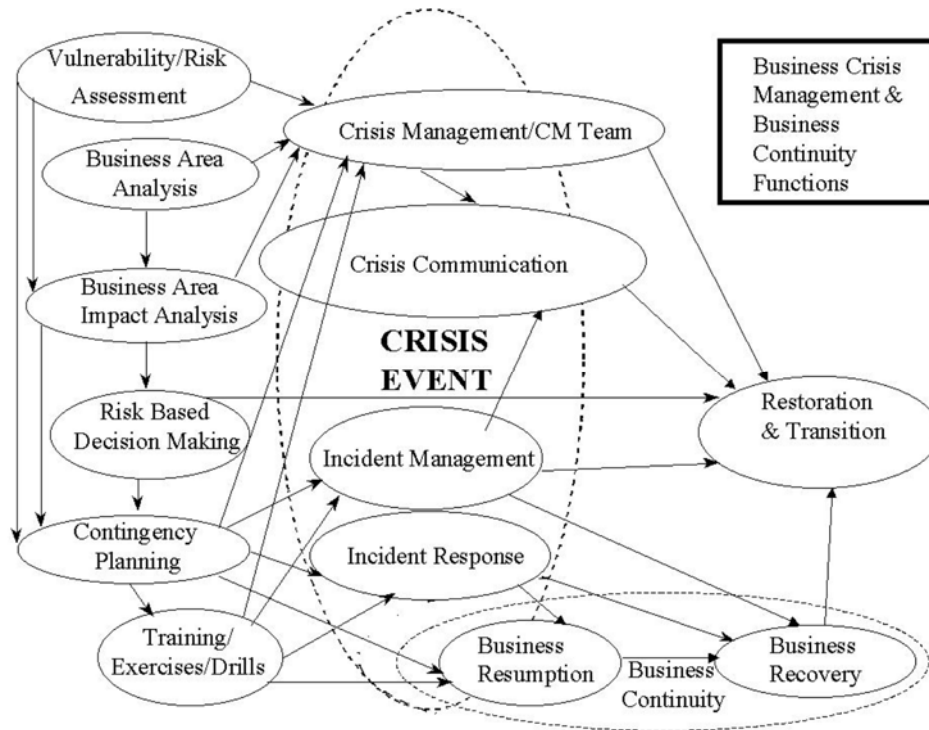 Vulnerability/Risk
Assessment
Business Area
Analysis
Business Area
Impact Analysis
Risk Based
Decision Making
Contingency
Planning
Training/
Exercises/Drills
Crisis Management/CM Team
Crisis Communication
CRISIS
EVENT
Incident Management
Incident Response
Business
Resumption
Business
Continuity
Business
Recovery
Restoration
& Transition
Business Crisis
Management &
Business
Continuity
Functions